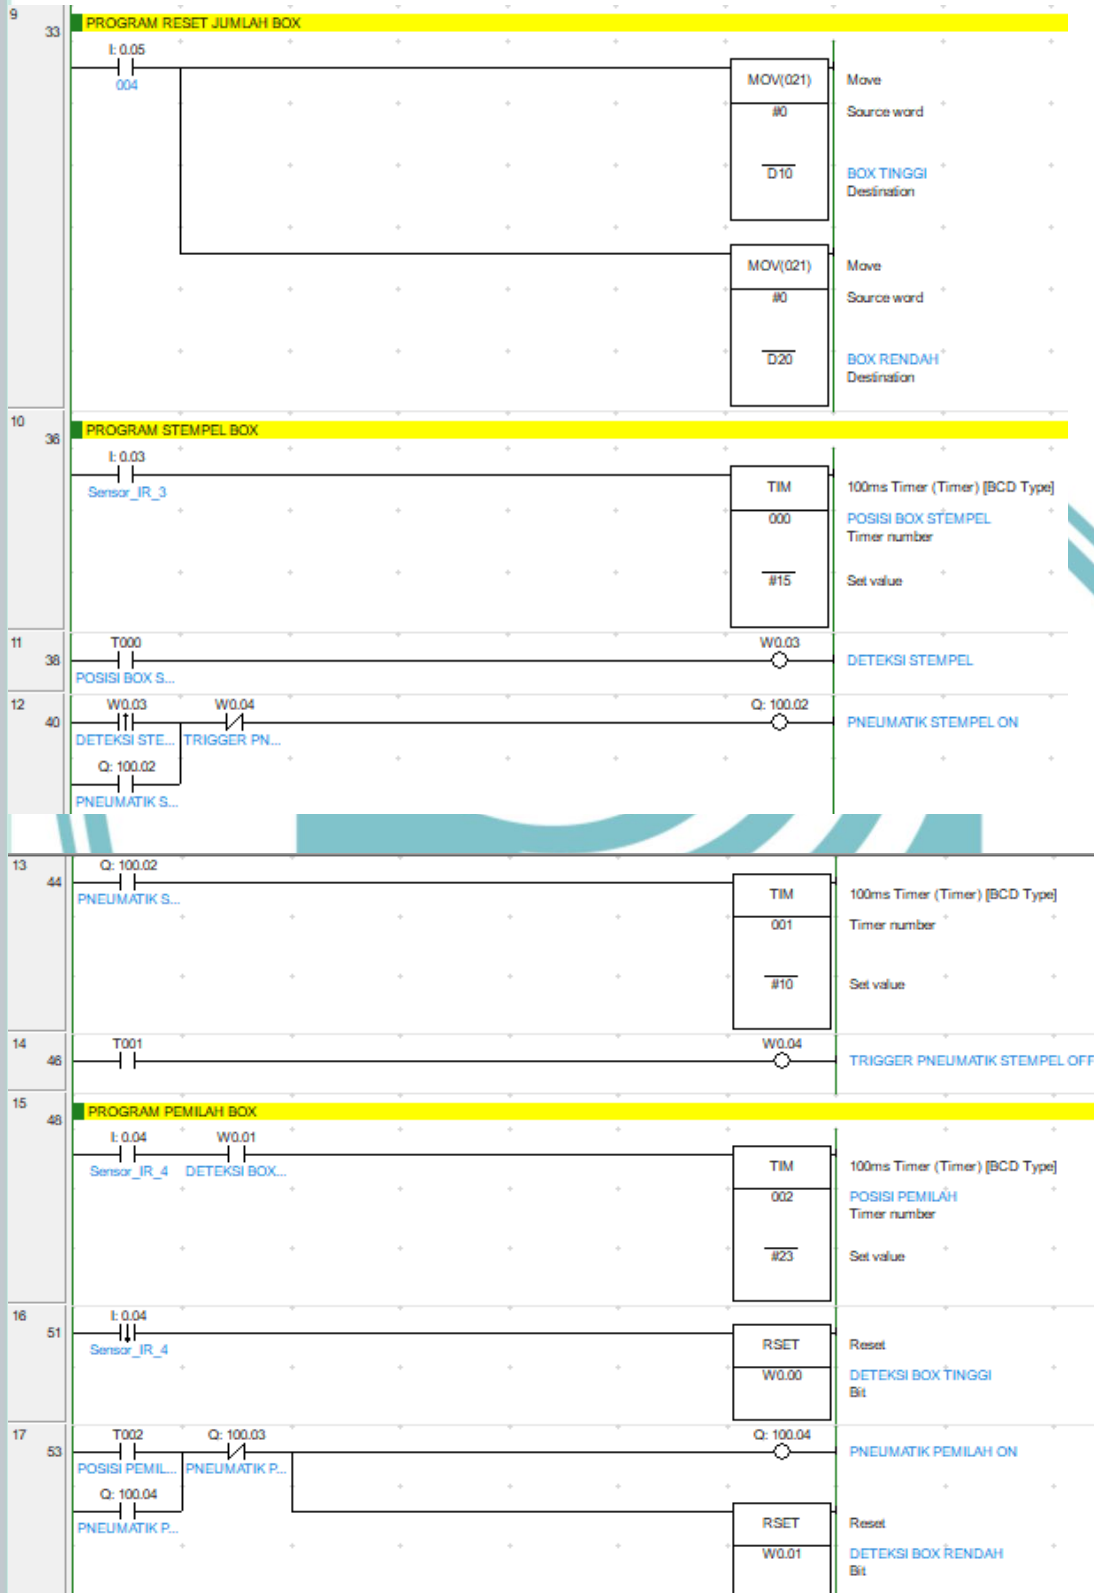 9
33
PROGRAM RESET JUMLAH BOX
I: 0.05
004
MOV(021)
Move
#0
Source word
D10
BOX TINGGI
Destination
MOV(021)
Move
#0
Source word
D20
BOX RENDAH
Destination
10
36
PROGRAM STEMPEL BOX
I: 0.03
Sensor_IR_3
TIM
100ms Timer (Timer) [BCD Type]
000
POSISI BOX STEMPEL
Timer number
#15
Set value
11
38
T000
POSISI BOX S...
W0.03
DETEKSI STEMPEL
12
40
W0.03
W0.04
Q: 100.02
DETEKSI STE...
TRIGGER PN...
PNEUMATIK STEMPEL ON
Q: 100.02
PNEUMATIK S...
13
44
Q: 100.02
PNEUMATIK S...
TIM
100ms Timer (Timer) [BCD Type]
001
Timer number
#10
Set value
14
46
T001
W0.04
TRIGGER PNEUMATIK STEMPEL OFF
15
48
PROGRAM PEMILAH BOX
I: 0.04
W0.01
Sensor_IR_4
DETEKSI BOX...
TIM
100ms Timer (Timer) [BCD Type]
002
POSISI PEMILAH
Timer number
#23
Set value
16
51
I: 0.04
Sensor_IR_4
RSET
Reset
W0.00
DETEKSI BOX TINGGI
Bit
17
53
T002
Q: 100.03
Q: 100.04
POSISI PEMIL...
PNEUMATIK P...
PNEUMATIK PEMILAH ON
Q: 100.04
PNEUMATIK P...
RSET
Reset
W0.01
DETEKSI BOX RENDAH
Bit